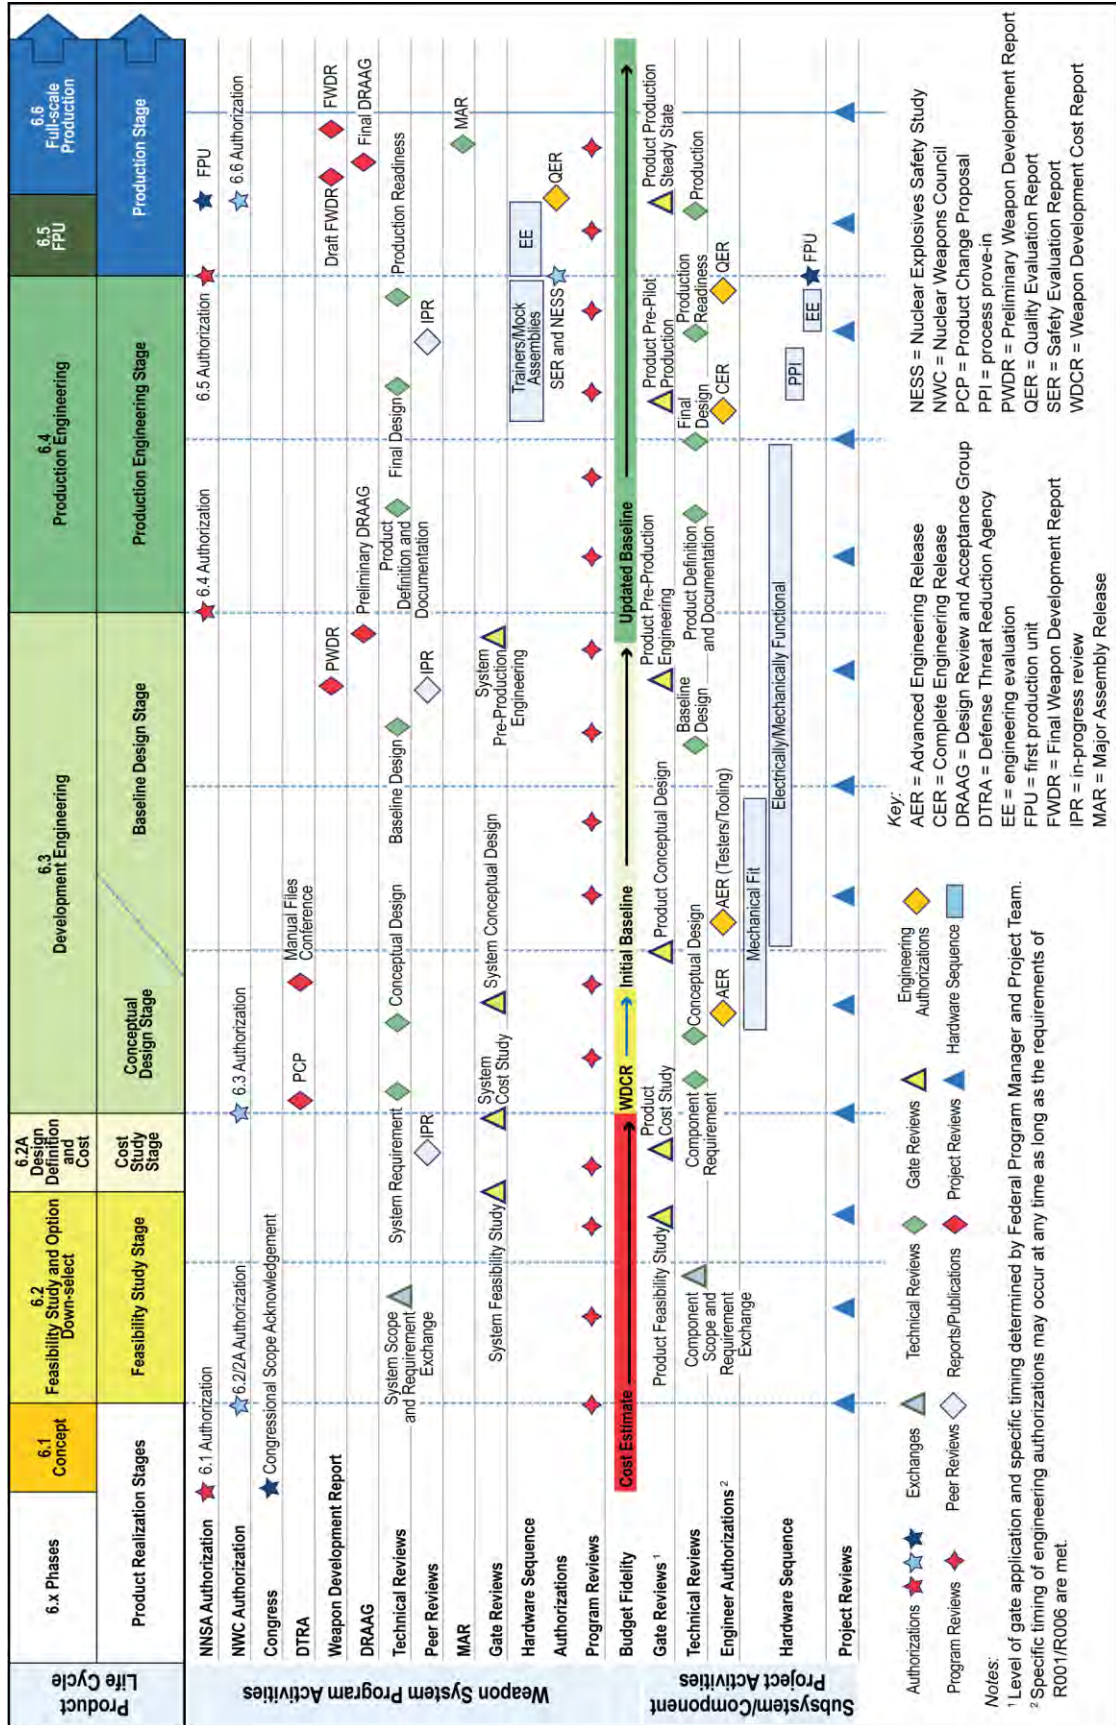 Product
Life Cycle
6.x Phases
6.1
Concept
6.2
Feasibility Study and Option
Down-select
6.2A
Design
Definition
and
Cost
6.3
Development Engineering
6.4
Production Engineering
6.5
FPU
6.6
Full-scale
Production
Product Realization Stages
Feasibility Study Stage
Cost
Study
Stage
Conceptual
Design Stage
Baseline Design Stage
Production Engineering Stage
Production Stage
Weapon System Program Activities
NNSA Authorization
6.1 Authorization
6.4 Authorization
6.5 Authorization
FPU
NWC Authorization
6.2/2A Authorization
6.3 Authorization
6.6 Authorization
Congress
Congressional Scope Acknowledgement
DTRA
PCP
Manual Files
Conference
Weapon Development Report
PWDR
Draft FWDR
FWDR
DRAAG
Preliminary DRAAG
Final DRAAG
Technical Reviews
System Scope
and Requirement
Exchange
System Requirement
Conceptual Design
Baseline Design
Product
Definition and
Documentation
Final Design
Production Readiness
Peer Reviews
IPR
IPR
IPR
MAR
MAR
Gate Reviews
System Feasibility Study
System
Cost Study
System Conceptual Design
System
Pre-Production
Engineering
Hardware Sequence
Trainers/Mock
Assemblies
EE
Authorizations
SER and NESS
QER
Program Reviews
Budget Fidelity
Cost Estimate
WDCR
Initial Baseline
Updated Baseline
Subsystem/Component
Project Activities
Gate Reviews 1
Product Feasibility Study
Product
Cost Study
Product Conceptual Design
Product Pre-Production
Engineering
Product Pre-Pilot
Production
Product Production
Steady State
Technical Reviews
Component
Scope and
Requirement
Exchange
Component
Requirement
Conceptual Design
Baseline
Design
Product Definition
and Documentation
Final
Design
Production
Readiness
Production
Engineer Authorizations 2
AER
AER (Testers/Tooling)
CER
QER
Hardware Sequence
Mechanical Fit
Electrically/Mechanically Functional
PPI
EE
FPU
Project Reviews
Authorizations
Exchanges
Technical Reviews
Gate Reviews
Engineering
Authorizations
Program Reviews
Peer Reviews
Reports/Publications
Project Reviews
Hardware Sequence
Notes:
1 Level of gate application and specific timing determined by Federal Program Manager and Project Team.
2 Specific timing of engineering authorizations may occur at any time as long as the requirements of
R001/R006 are met.
Key:
AER = Advanced Engineering Release
CER = Complete Engineering Release
DRAAG = Design Review and Acceptance Group
DTRA = Defense Threat Reduction Agency
EE = engineering evaluation
FPU = first production unit
FWDR = Final Weapon Development Report
IPR = in-progress review
MAR = Major Assembly Release
NESS = Nuclear Explosives Safety Study
NWC = Nuclear Weapons Council
PCP = Product Change Proposal
PPI = process prove-in
PWDR = Preliminary Weapon Development Report
QER = Quality Evaluation Report
SER = Safety Evaluation Report
WDCR = Weapon Development Cost Report